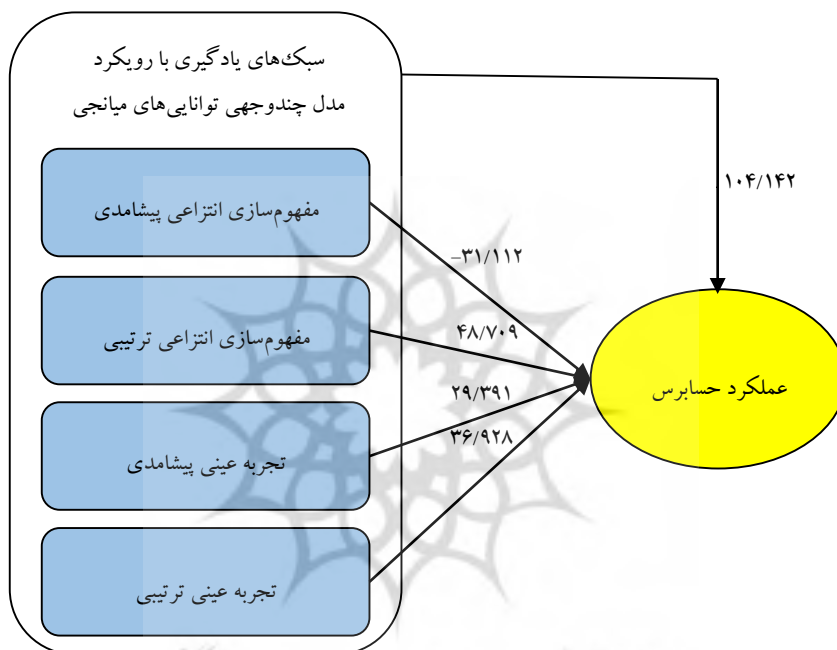 سبک‌های یادگیری با رویکرد
مدل چندوجهی توانایی‌های میانجی
مفهوم‌سازی انتزاعی پیشامدی
مفهوم‌سازی انتزاعی ترتیبی
تجربه عینی پیشامدی
تجربه عینی ترتیبی
۱۰۴/۱۴۲
-۳۱/۱۱۲
۴۸/۷۰۹
۲۹/۳۹۱
۳۶/۹۲۸
عملکرد حسابرس